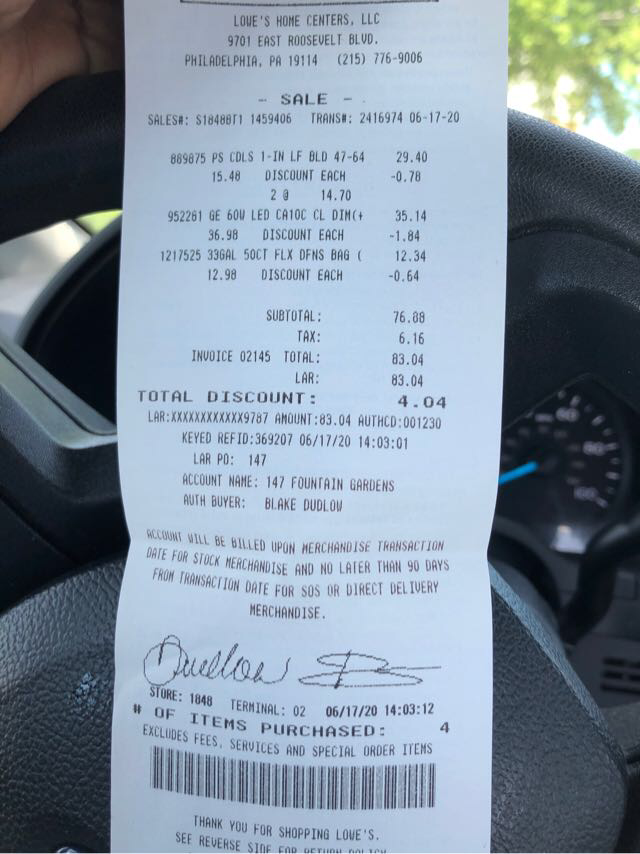 LOWE'S HOME CENTERS, LLC
9701 EAST ROOSEVELT BLVD.
PHILADELPHIA, PA 19114 (215) 776-9006
- SALE -
SALES#: S1848BT1 1459406 TRANS#: 2416974 06-17-20
889875 PS CDLS 1-IN LF BLD 47-64 29.40
15.48 DISCOUNT EACH -0.78
2 @ 14.70
952281 GE 60W LED CA10C CL DIM(+ 35.14
36.98 DISCOUNT EACH -1.84
1217525 33GAL 50CT FLX DFNS BAG ( 12.34
12.98 DISCOUNT EACH -0.64
SUBTOTAL: 76.88
TAX: 6.16
INVOICE 02145 TOTAL: 83.04
LAR: 83.04
TOTAL DISCOUNT: 4.04
LAR:XXXXXXXXXXXX9787 AMOUNT:83.04 AUTHCD:001230
KEYED REFID:369207 06/17/20 14:03:01
LAR PO: 147
ACCOUNT NAME: 147 FOUNTAIN GARDENS
AUTH BUYER: BLAKE DUDLOW
ACCOUNT WILL BE BILLED UPON MERCHANDISE TRANSACTION
DATE FOR STOCK MERCHANDISE AND NO LATER THAN 90 DAYS
FROM TRANSACTION DATE FOR SOS OR DIRECT DELIVERY
MERCHANDISE.
Dudlow
STORE: 1848 TERMINAL: 02 06/17/20 14:03:12
# OF ITEMS PURCHASED: 4
EXCLUDES FEES, SERVICES AND SPECIAL ORDER ITEMS
THANK YOU FOR SHOPPING LOWE'S.
SEE REVERSE SIDE FOR RETURN POLICY
60
80
100